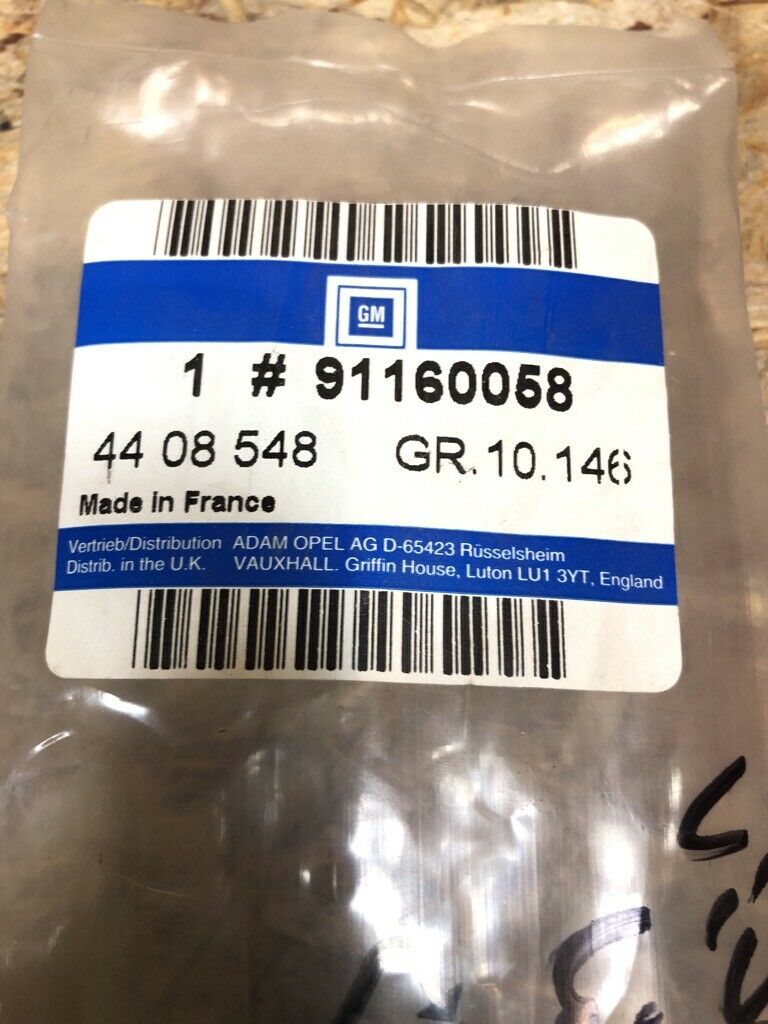 GM
1 # 91160058
44 08 548 GR.10.146
Made in France
Vertrieb/Distribution ADAM OPEL AG D-65423 Rüsselsheim
Distrib. in the U.K. VAUXHALL. Griffin House, Luton LU1 3YT, England